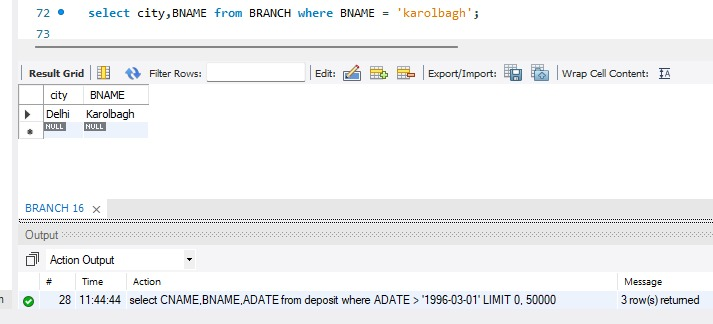 72 select city,BNAME from BRANCH where BNAME = 'karolbagh';
73
Result Grid Filter Rows: Edit: Export/Import: Wrap Cell Content:
city BNAME
Delhi Karolbagh
NULL NULL
BRANCH 16
Output
Action Output
# Time Action Message
28 11:44:44 select CNAME,BNAME,ADATE from deposit where ADATE > '1996-03-01' LIMIT 0, 50000 3 row(s) returned